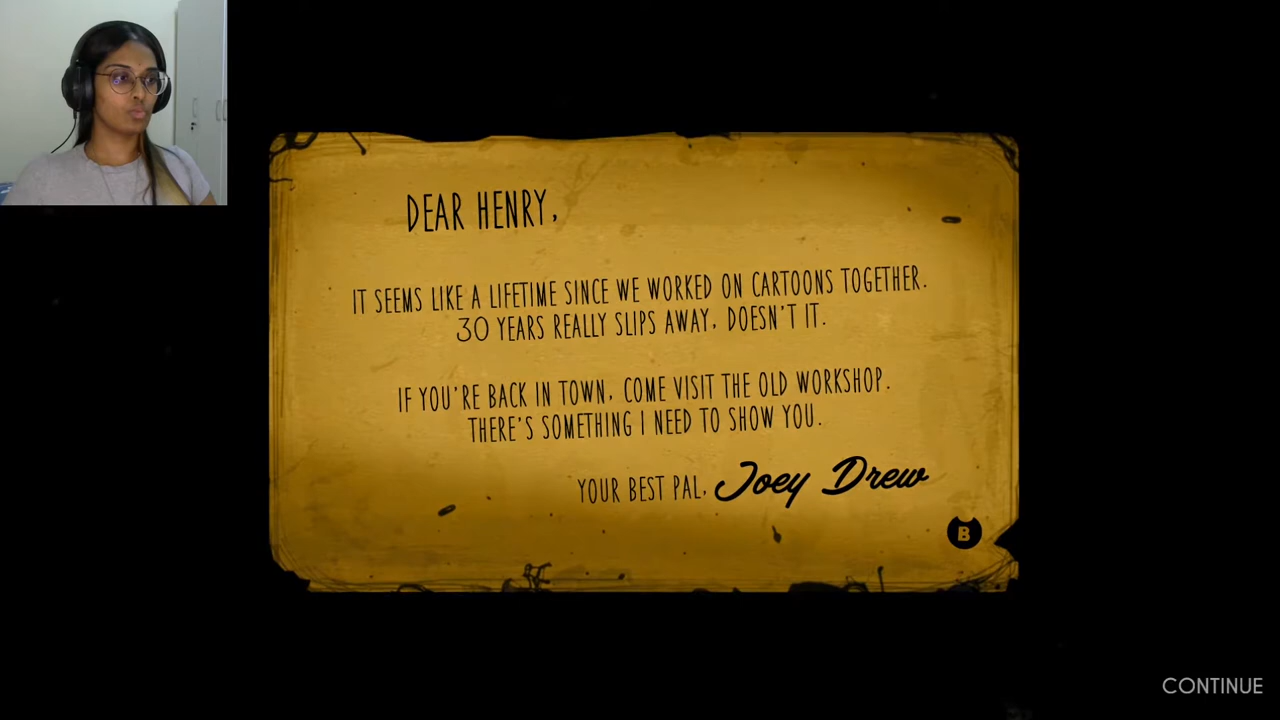 DEAR HENRY,
IT SEEMS LIKE A LIFETIME SINCE WE WORKED ON CARTOONS TOGETHER.
30 YEARS REALLY SLIPS AWAY, DOESN'T IT.
IF YOU'RE BACK IN TOWN, COME VISIT THE OLD WORKSHOP.
THERE'S SOMETHING I NEED TO SHOW YOU.
YOUR BEST PAL, Joey Drew
B
CONTINUE